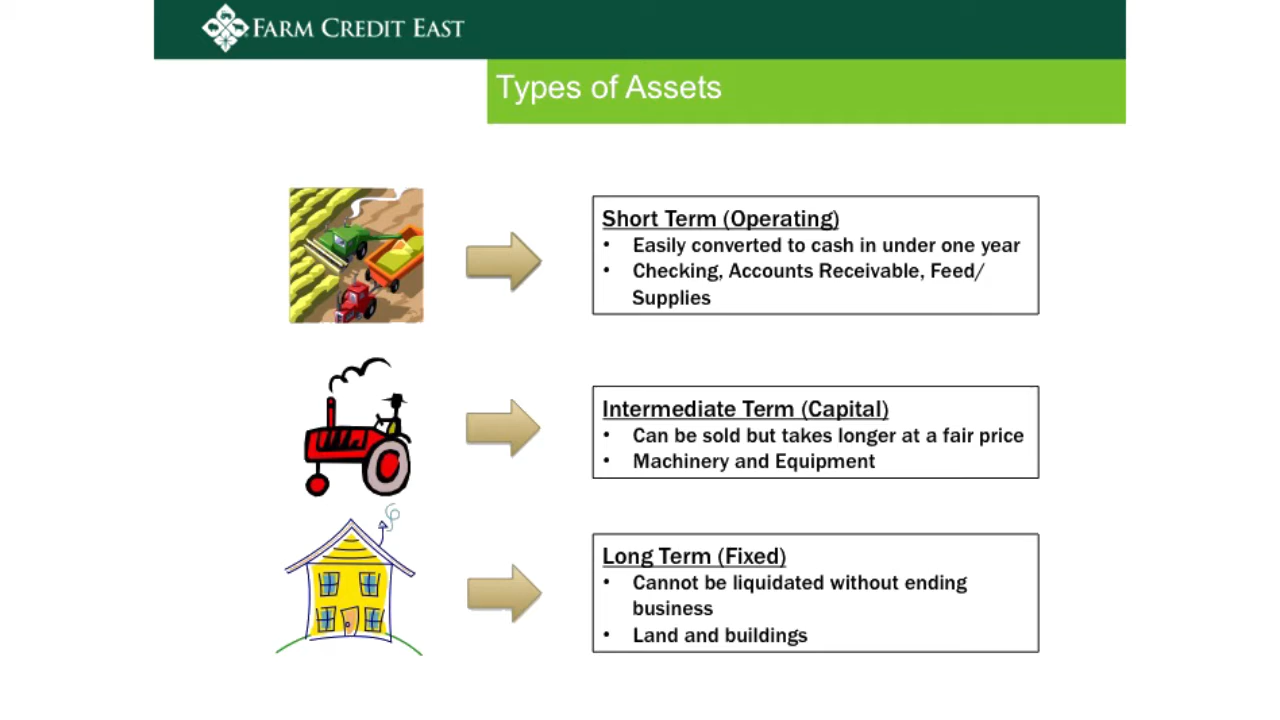 FARM CREDIT EAST
Types of Assets
Short Term (Operating)
• Easily converted to cash in under one year
• Checking, Accounts Receivable, Feed/
Supplies
Intermediate Term (Capital)
• Can be sold but takes longer at a fair price
• Machinery and Equipment
Long Term (Fixed)
• Cannot be liquidated without ending
business
• Land and buildings